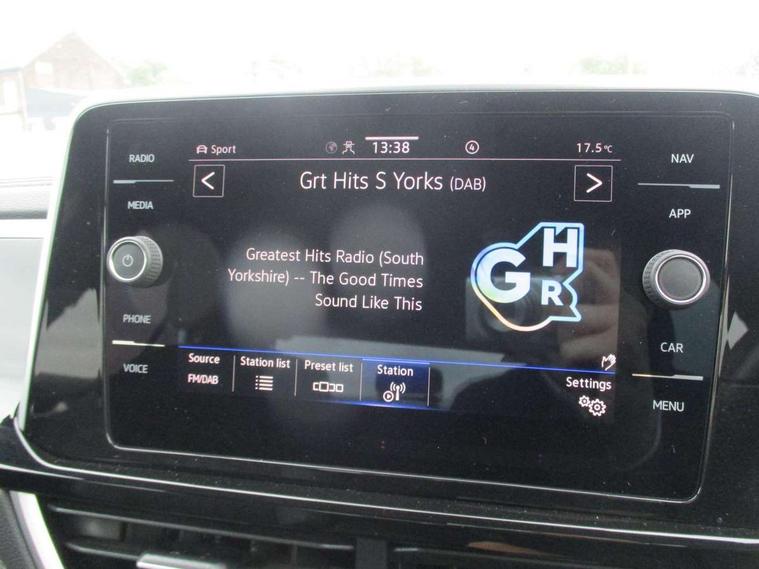 RADIO
MEDIA
PHONE
VOICE
Sport
13:38
4
17.5°C
Grt Hits S Yorks (DAB)
Greatest Hits Radio (South
Yorkshire) -- The Good Times
Sound Like This
GHR
Source
FM/DAB
Station list
Preset list
Station
Settings
NAV
APP
CAR
MENU